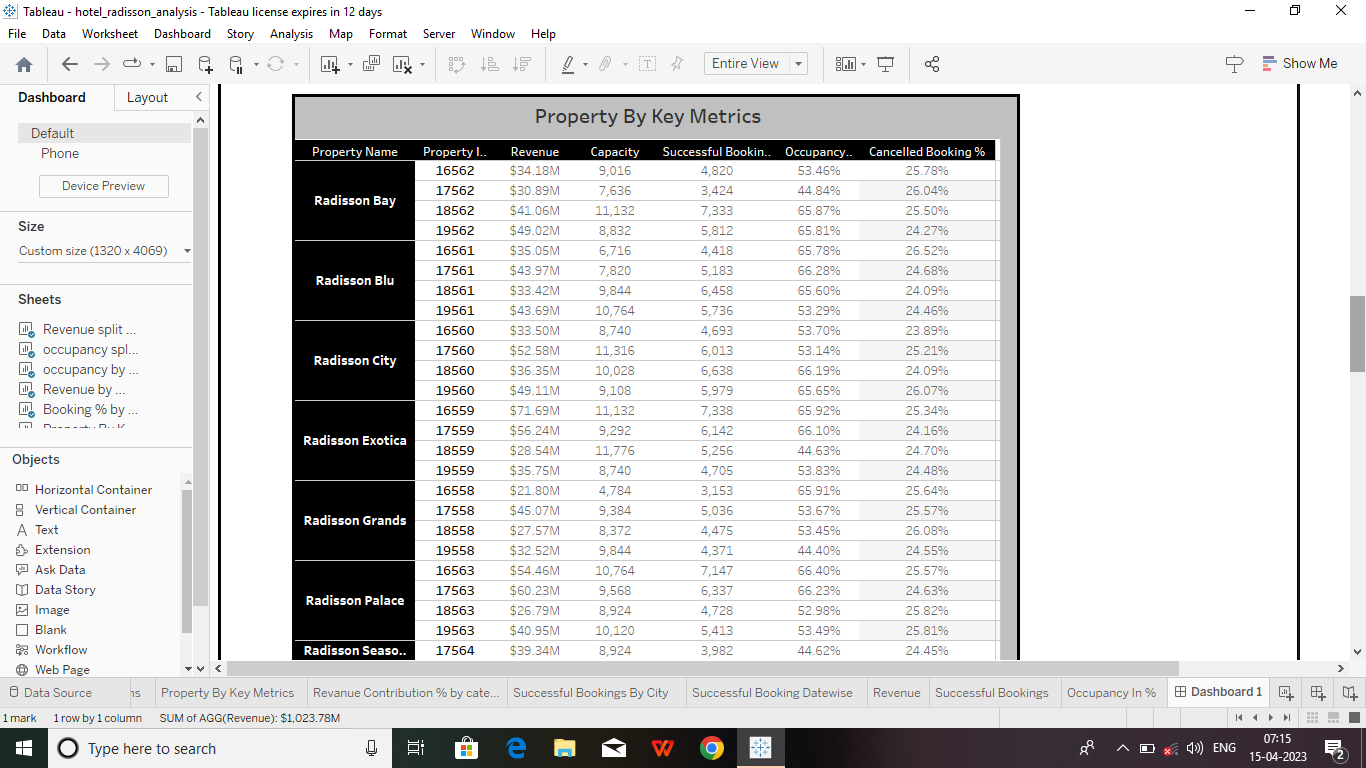 Tableau - hotel_radisson_analysis - Tableau license expires in 12 days
File Data Worksheet Dashboard Story Analysis Map Format Server Window Help
Entire View Show Me
Dashboard Layout
Default
Phone
Device Preview
Size
Custom size (1320 x 4069)
Sheets
Revenue split ...
occupancy spl...
occupancy by ...
Revenue by ...
Booking % by ...
Objects
Horizontal Container
Vertical Container
Text
Extension
Ask Data
Data Story
Image
Blank
Workflow
Web Page
Property By Key Metrics
Property Name Property I.. Revenue Capacity Successful Bookin.. Occupancy.. Cancelled Booking %
Radisson Bay
16562 $34.18M 9,016 4,820 53.46% 25.78%
17562 $30.89M 7,636 3,424 44.84% 26.04%
18562 $41.06M 11,132 7,333 65.87% 25.50%
19562 $49.02M 8,832 5,812 65.81% 24.27%
Radisson Blu
16561 $35.05M 6,716 4,418 65.78% 26.52%
17561 $43.97M 7,820 5,183 66.28% 24.68%
18561 $33.42M 9,844 6,458 65.60% 24.09%
19561 $43.69M 10,764 5,736 53.29% 24.46%
Radisson City
16560 $33.50M 8,740 4,693 53.70% 23.89%
17560 $52.58M 11,316 6,013 53.14% 25.21%
18560 $36.35M 10,028 6,638 66.19% 24.09%
19560 $49.11M 9,108 5,979 65.65% 26.07%
Radisson Exotica
16559 $71.69M 11,132 7,338 65.92% 25.34%
17559 $56.24M 9,292 6,142 66.10% 24.16%
18559 $28.54M 11,776 5,256 44.63% 24.70%
19559 $35.75M 8,740 4,705 53.83% 24.48%
Radisson Grands
16558 $21.80M 4,784 3,153 65.91% 25.64%
17558 $45.07M 9,384 5,036 53.67% 25.57%
18558 $27.57M 8,372 4,475 53.45% 26.08%
19558 $32.52M 9,844 4,371 44.40% 24.55%
Radisson Palace
16563 $54.46M 10,764 7,147 66.40% 25.57%
17563 $60.23M 9,568 6,337 66.23% 24.63%
18563 $26.79M 8,924 4,728 52.98% 25.82%
19563 $40.95M 10,120 5,413 53.49% 25.81%
Radisson Seaso.. 17564 $39.34M 8,924 3,982 44.62% 24.45%
Data Source ns Property By Key Metrics Revanue Contribution % by cate... Successful Bookings By City Successful Booking Datewise Revenue Successful Bookings Occupancy In % Dashboard 1
1 mark 1 row by 1 column SUM of AGG(Revenue): $1,023.78M
Type here to search
ENG
07:15
15-04-2023
2